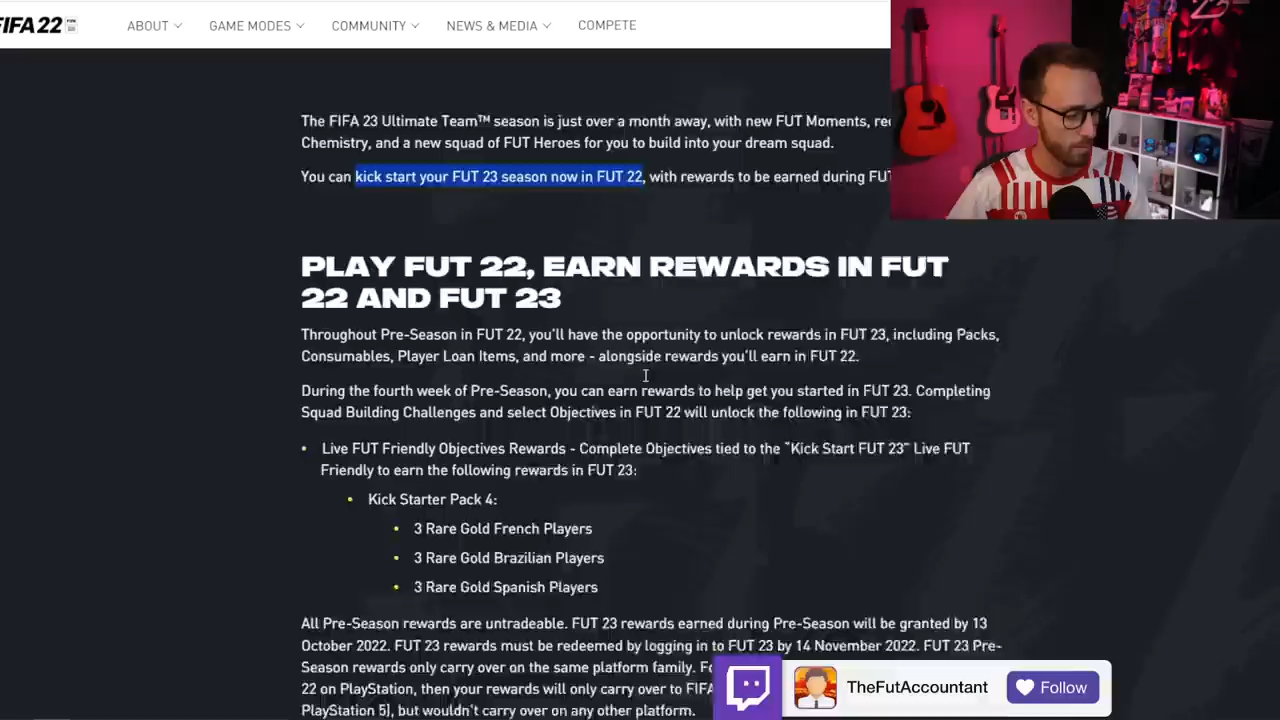 FIFA 22
ABOUT
GAME MODES
COMMUNITY
NEWS & MEDIA
COMPETE
The FIFA 23 Ultimate Team™ season is just over a month away, with new FUT Moments,
Chemistry, and a new squad of FUT Heroes for you to build into your dream squad.
You can kick start your FUT 23 season now in FUT 22, with rewards to be earned during
PLAY FUT 22, EARN REWARDS IN FUT
22 AND FUT 23
Throughout Pre-Season in FUT 22, you'll have the opportunity to unlock rewards in FUT 23, including Packs,
Consumables, Player Loan Items, and more - alongside rewards you'll earn in FUT 22.
During the fourth week of Pre-Season, you can earn rewards to help get you started in FUT 23. Completing
Squad Building Challenges and select Objectives in FUT 22 will unlock the following in FUT 23:
• Live FUT Friendly Objectives Rewards - Complete Objectives tied to the "Kick Start FUT 23" Live FUT
Friendly to earn the following rewards in FUT 23:
• Kick Starter Pack 4:
• 3 Rare Gold French Players
• 3 Rare Gold Brazilian Players
• 3 Rare Gold Spanish Players
All Pre-Season rewards are untradeable. FUT 23 rewards earned during Pre-Season will be granted by 13
October 2022. FUT 23 rewards must be redeemed by logging in to FUT 23 by 14 November 2022. FUT 23 Pre-
Season rewards only carry over on the same platform family.
22 on PlayStation, then your rewards will only carry over to FIFA
PlayStation 5), but wouldn't carry over on any other platform.
TheFutAccountant
Follow